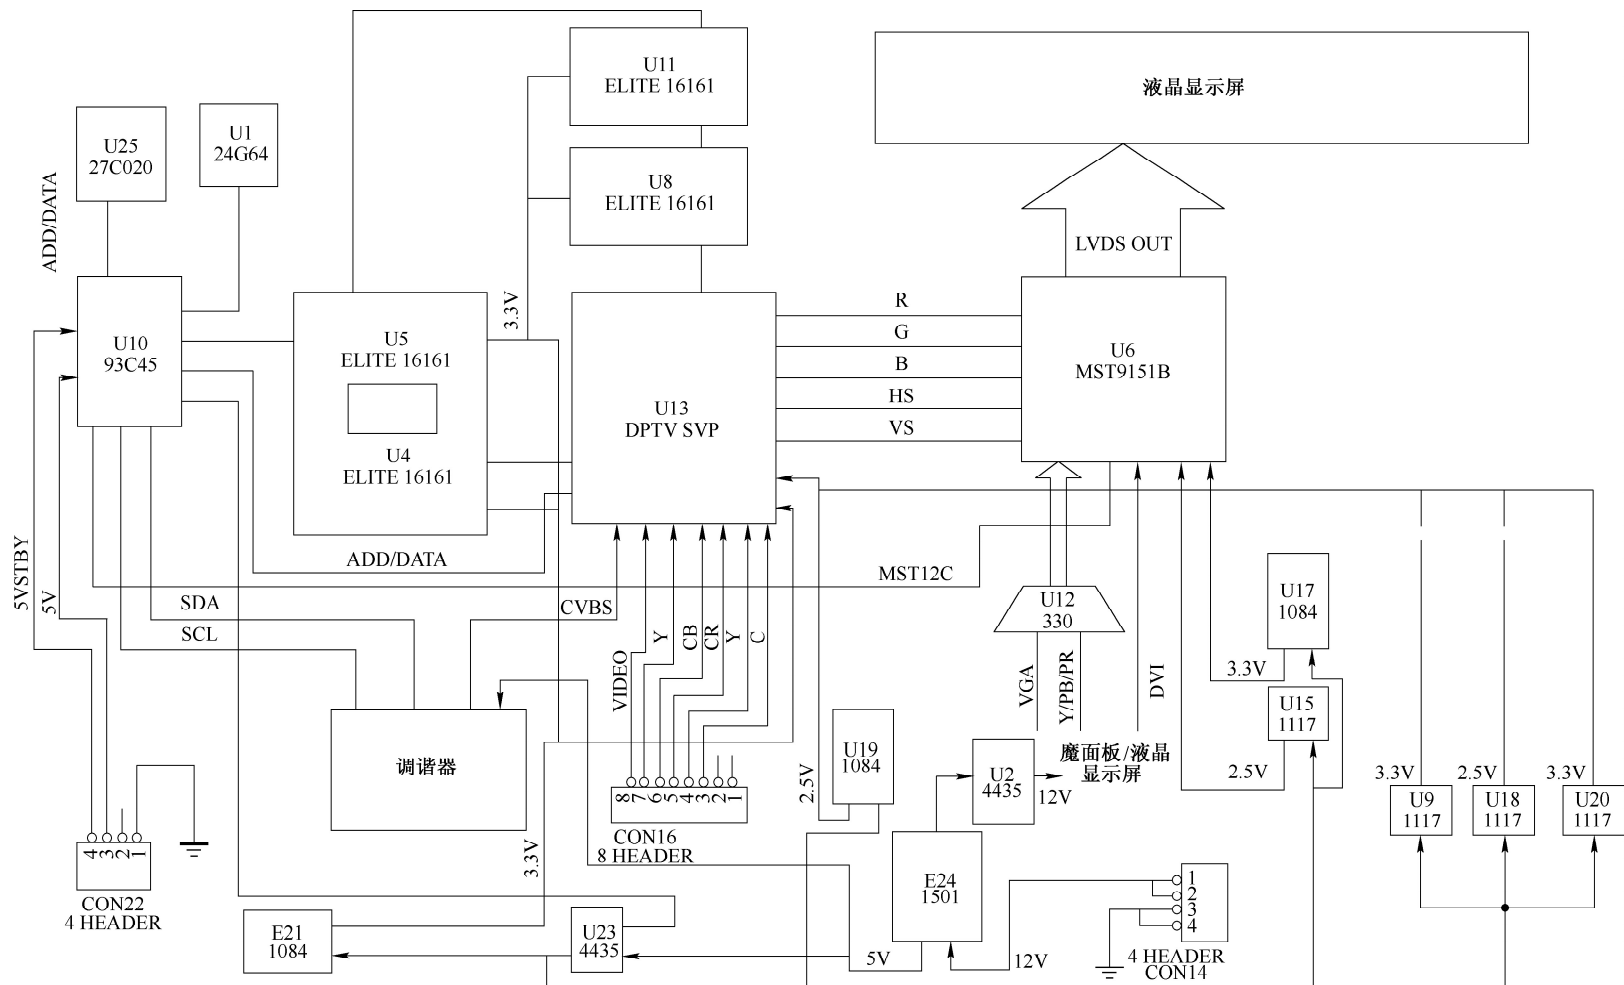 U11
ELITE 16161
液晶显示屏
U25
27C020
U1
24G64
U8
ELITE 16161
ADD/DATA
LVDS OUT
U10
93C45
U5
ELITE 16161
3.3V
R
G
B
HS
VS
U6
MST9151B
U13
DPTV SVP
U4
ELITE 16161
5VSTBY
5V
ADD/DATA
MST12C
SDA
SCL
CVBS
VIDEO
Y
CB
CR
Y
C
U12
330
VGA
Y/PB/PR
DVI
U17
1084
3.3V
U15
1117
2.5V
调谐器
U19
1084
2.5V
U2
4435
12V
魔面板/液晶
显示屏
3.3V
2.5V
3.3V
U9
1117
U18
1117
U20
1117
8 7 6 5 4 3 2 1
CON16
8 HEADER
4 3 2 1
CON22
4 HEADER
3.3V
E24
1501
1
2
3
4
4 HEADER
CON14
E21
1084
U23
4435
5V
12V